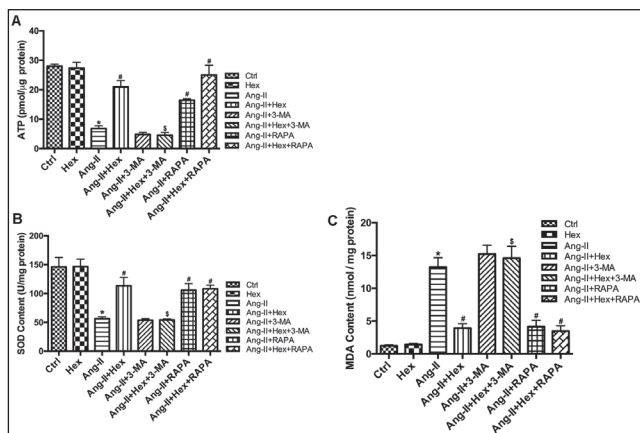 A
ATP (pmol/μg protein)
40
30
20
10
0
*
#
$
#
#
Ctrl
Hex
Ang-II
Ang-II+Hex
Ang-II+3-MA
Ang-II+Hex+3-MA
Ang-II+RAPA
Ang-II+Hex+RAPA
Ctrl
Hex
Ang-II
Ang-II+Hex
Ang-II+3-MA
Ang-II+Hex+3-MA
Ang-II+RAPA
Ang-II+Hex+RAPA
B
SOD Content (U/mg protein)
200
150
100
50
0
*
#
$
#
#
Ctrl
Hex
Ang-II
Ang-II+Hex
Ang-II+3-MA
Ang-II+Hex+3-MA
Ang-II+RAPA
Ang-II+Hex+RAPA
Ctrl
Hex
Ang-II
Ang-II+Hex
Ang-II+3-MA
Ang-II+Hex+3-MA
Ang-II+RAPA
Ang-II+Hex+RAPA
C
MDA Content (nmol / mg protein)
20
15
10
5
0
*
#
$
#
#
Ctrl
Hex
Ang-II
Ang-II+Hex
Ang-II+3-MA
Ang-II+Hex+3-MA
Ang-II+RAPA
Ang-II+Hex+RAPA
Ctrl
Hex
Ang-II
Ang-II+Hex
Ang-II+3-MA
Ang-II+Hex+3-MA
Ang-II+RAPA
Ang-II+Hex+RAPA